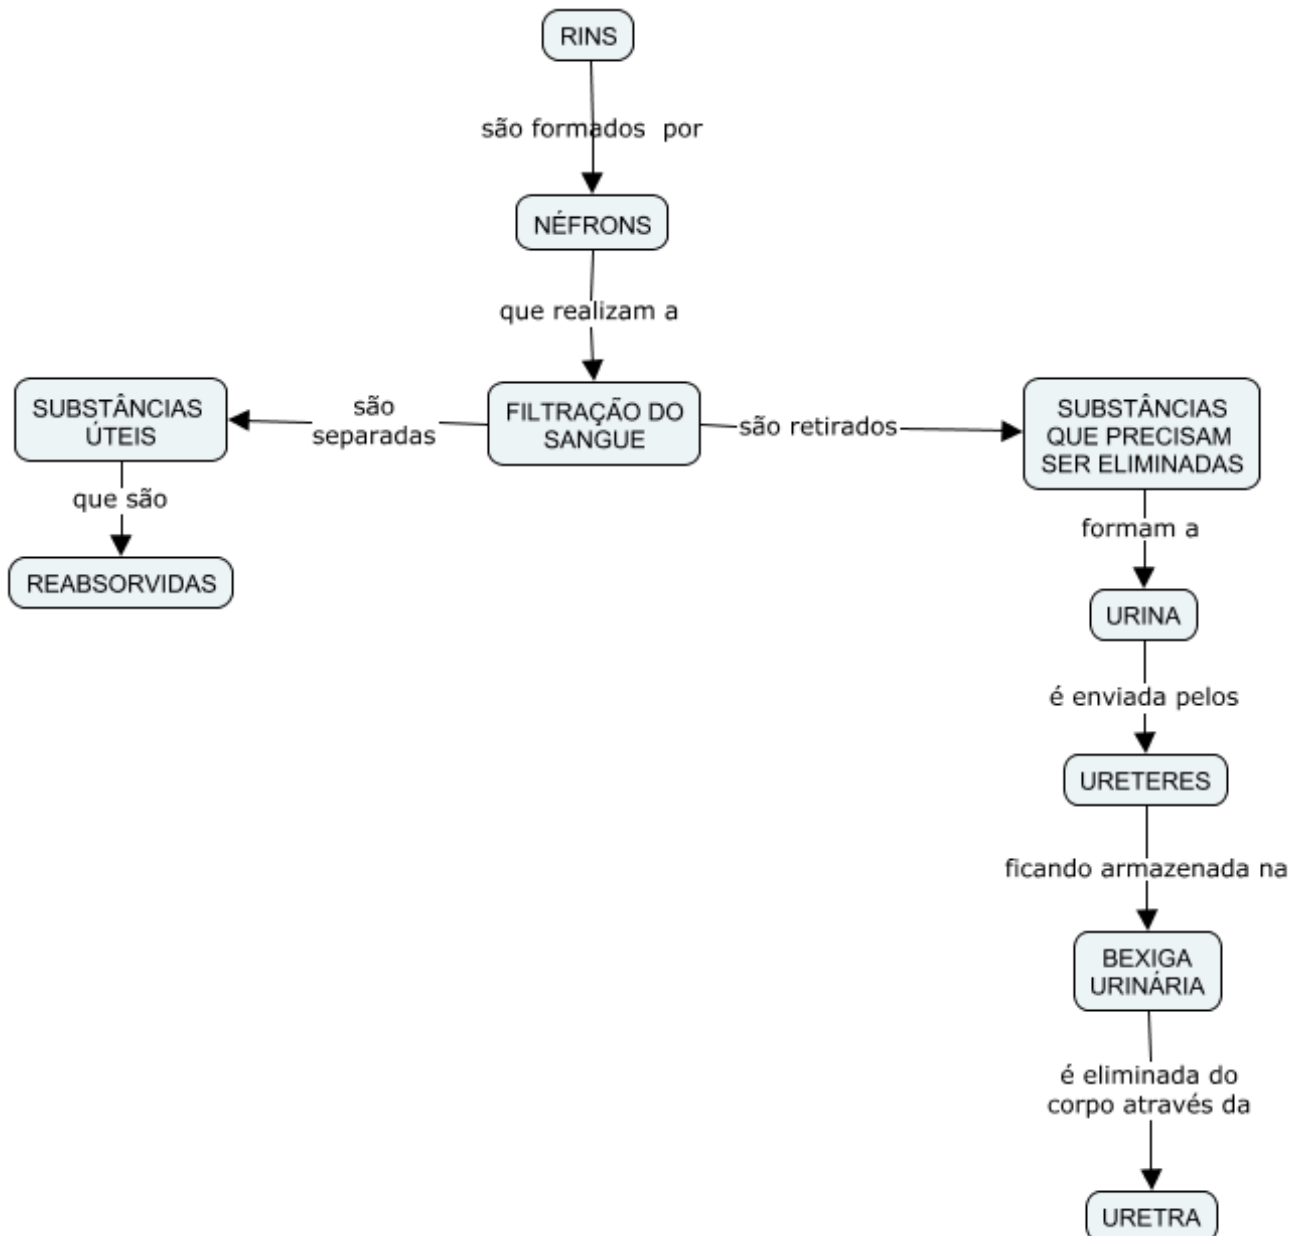 RINS
são formados  por
NÉFRONS
que realizam a
FILTRAÇÃO DO
SANGUE
são
separadas
SUBSTÂNCIAS
ÚTEIS
que são
REABSORVIDAS
são retirados
SUBSTÂNCIAS
QUE PRECISAM
SER ELIMINADAS
formam a
URINA
é enviada pelos
URETERES
ficando armazenada na
BEXIGA
URINÁRIA
é eliminada do
corpo através da
URETRA